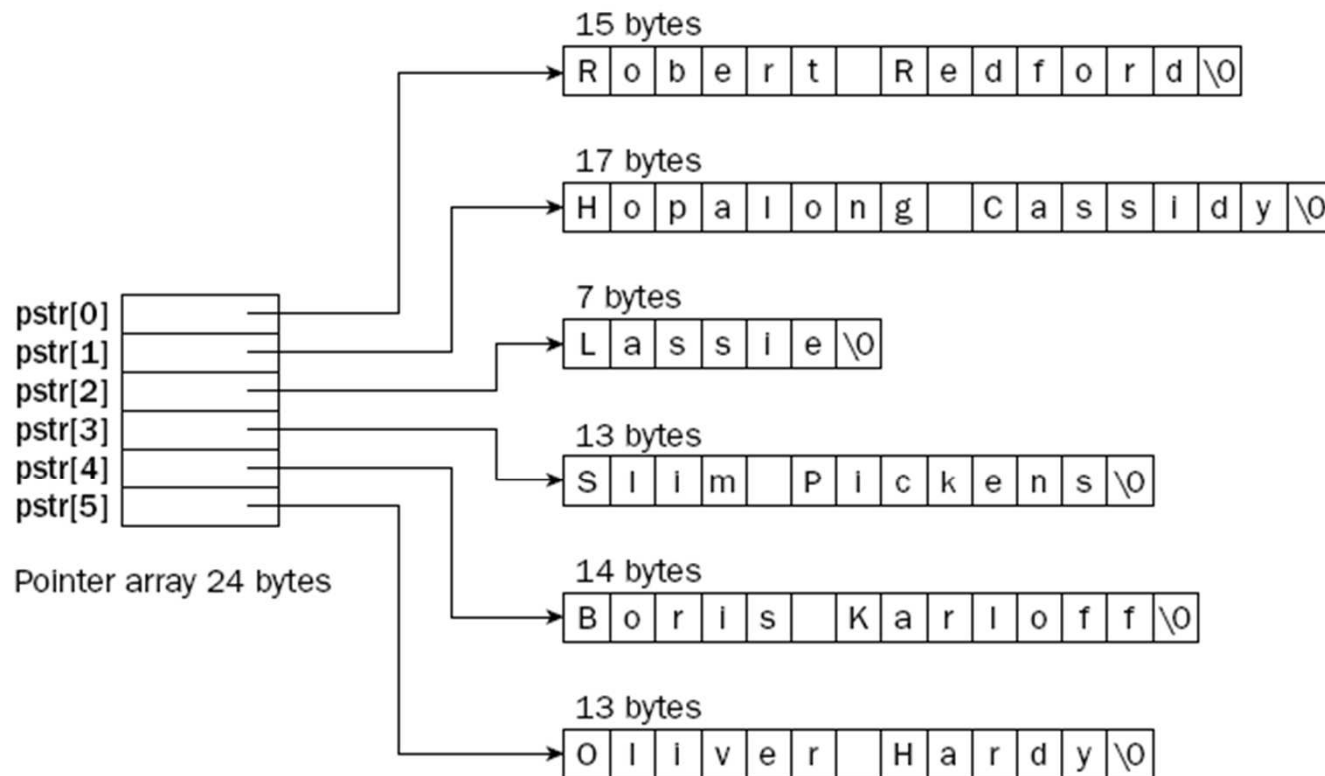 15 bytes
R o b e r t R e d f o r d \0
17 bytes
H o p a l o n g C a s s i d y \0
7 bytes
L a s s i e \0
pstr[0]
pstr[1]
pstr[2]
pstr[3]
pstr[4]
pstr[5]
13 bytes
S l i m P i c k e n s \0
Pointer array 24 bytes
14 bytes
B o r i s K a r l o f f \0
13 bytes
O l i v e r H a r d y \0